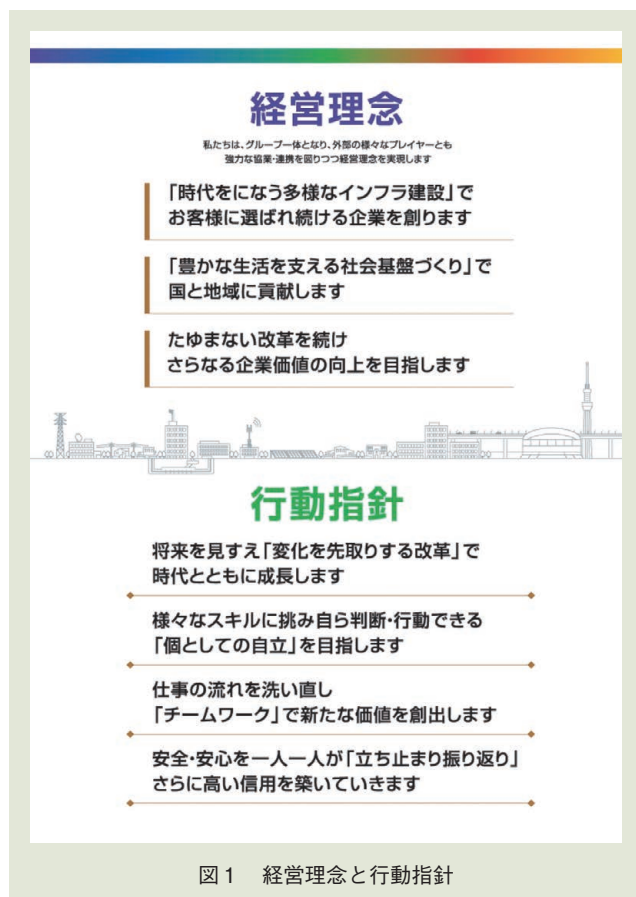 経営理念
私たちは、グループ一体となり、外部の様々なプレイヤーとも
強力な協業・連携を図りつつ経営理念を実現します
「時代をになう多様なインフラ建設」で
お客様に選ばれ続ける企業を創ります
「豊かな生活を支える社会基盤づくり」で
国と地域に貢献します
たゆまない改革を続け
さらなる企業価値の向上を目指します
行動指針
将来を見すえ「変化を先取りする改革」で
時代とともに成長します
様々なスキルに挑み自ら判断・行動できる
「個としての自立」を目指します
仕事の流れを洗い直し
「チームワーク」で新たな価値を創出します
安全・安心を一人一人が「立ち止まり振り返り」
さらに高い信用を築いていきます
図1 経営理念と行動指針